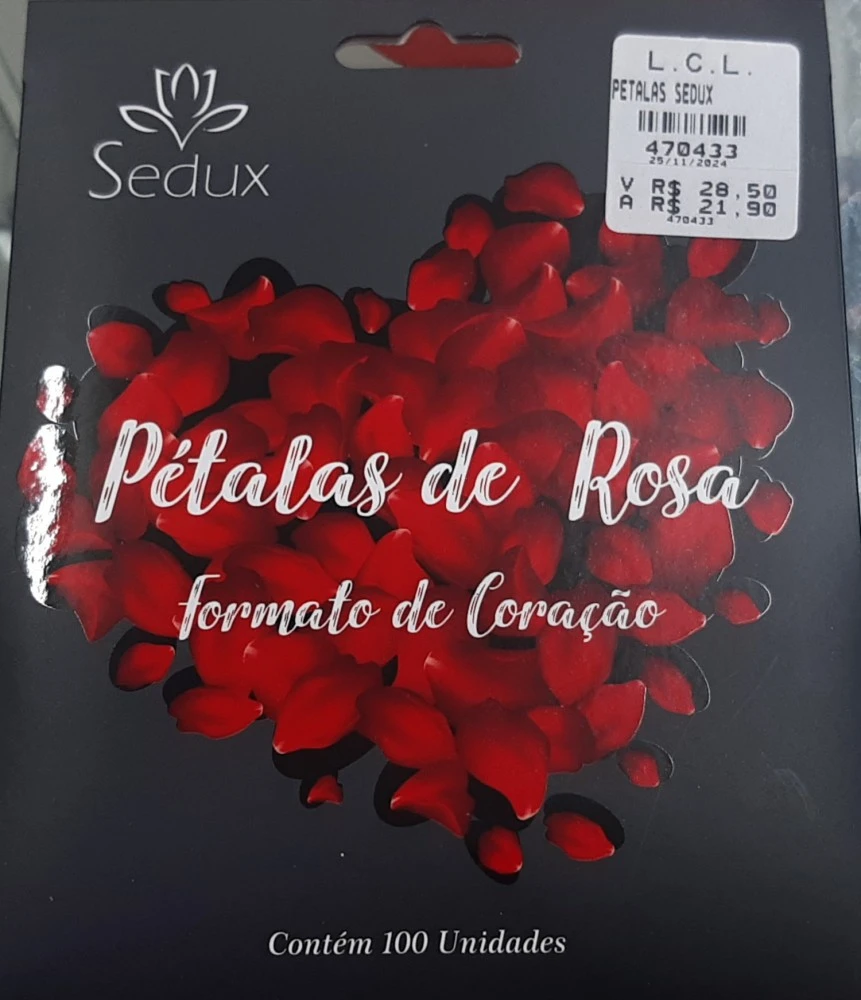 Sedux
L.C.L.
PETALAS SEDUX
470433
25/11/2024
V R$ 28,50
A R$ 21,90
470433
Pétalas de Rosa
formato de Coração
Contém 100 Unidades